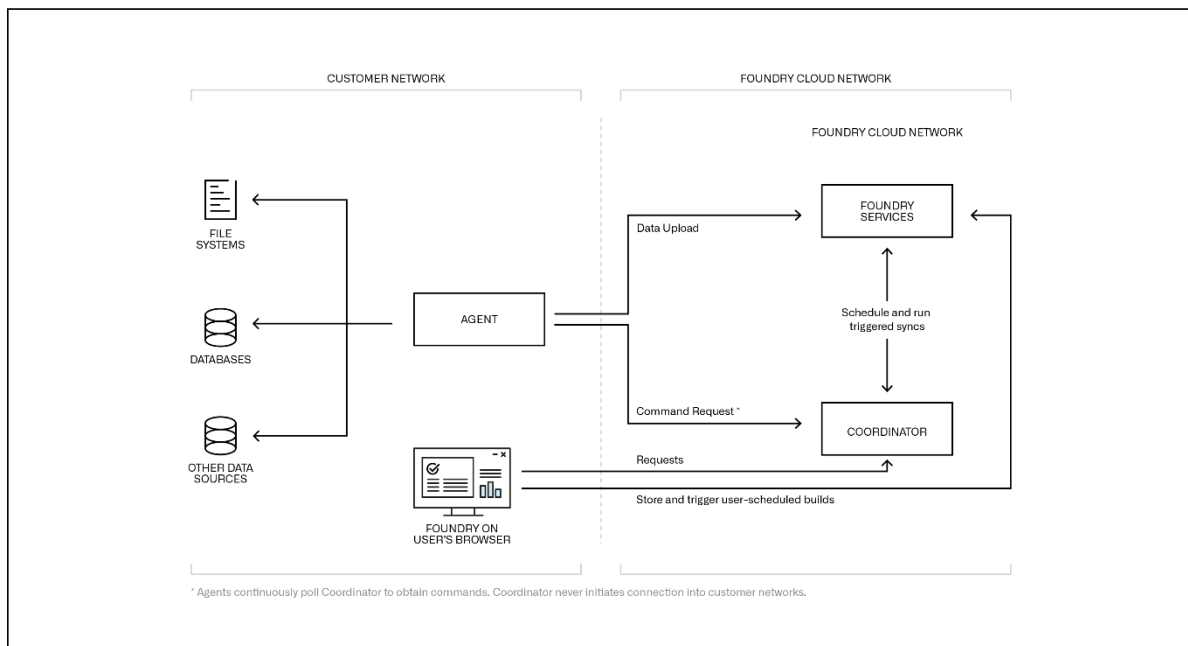 CUSTOMER NETWORK
FOUNDRY CLOUD NETWORK
FOUNDRY CLOUD NETWORK
FILE
SYSTEMS
DATABASES
OTHER DATA
SOURCES
AGENT
FOUNDRY ON
USER'S BROWSER
Data Upload
Command Request *
Requests
Store and trigger user-scheduled builds
FOUNDRY
SERVICES
Schedule and run
triggered syncs
COORDINATOR
* Agents continuously poll Coordinator to obtain commands. Coordinator never initiates connection into customer networks.